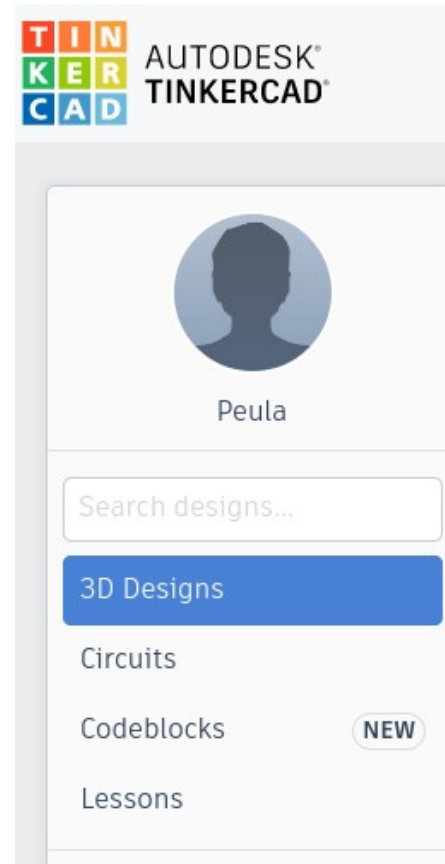 TIN
KER
CAD
AUTODESK®
TINKERCAD®
Peula
Search designs...
3D Designs
Circuits
Codeblocks NEW
Lessons